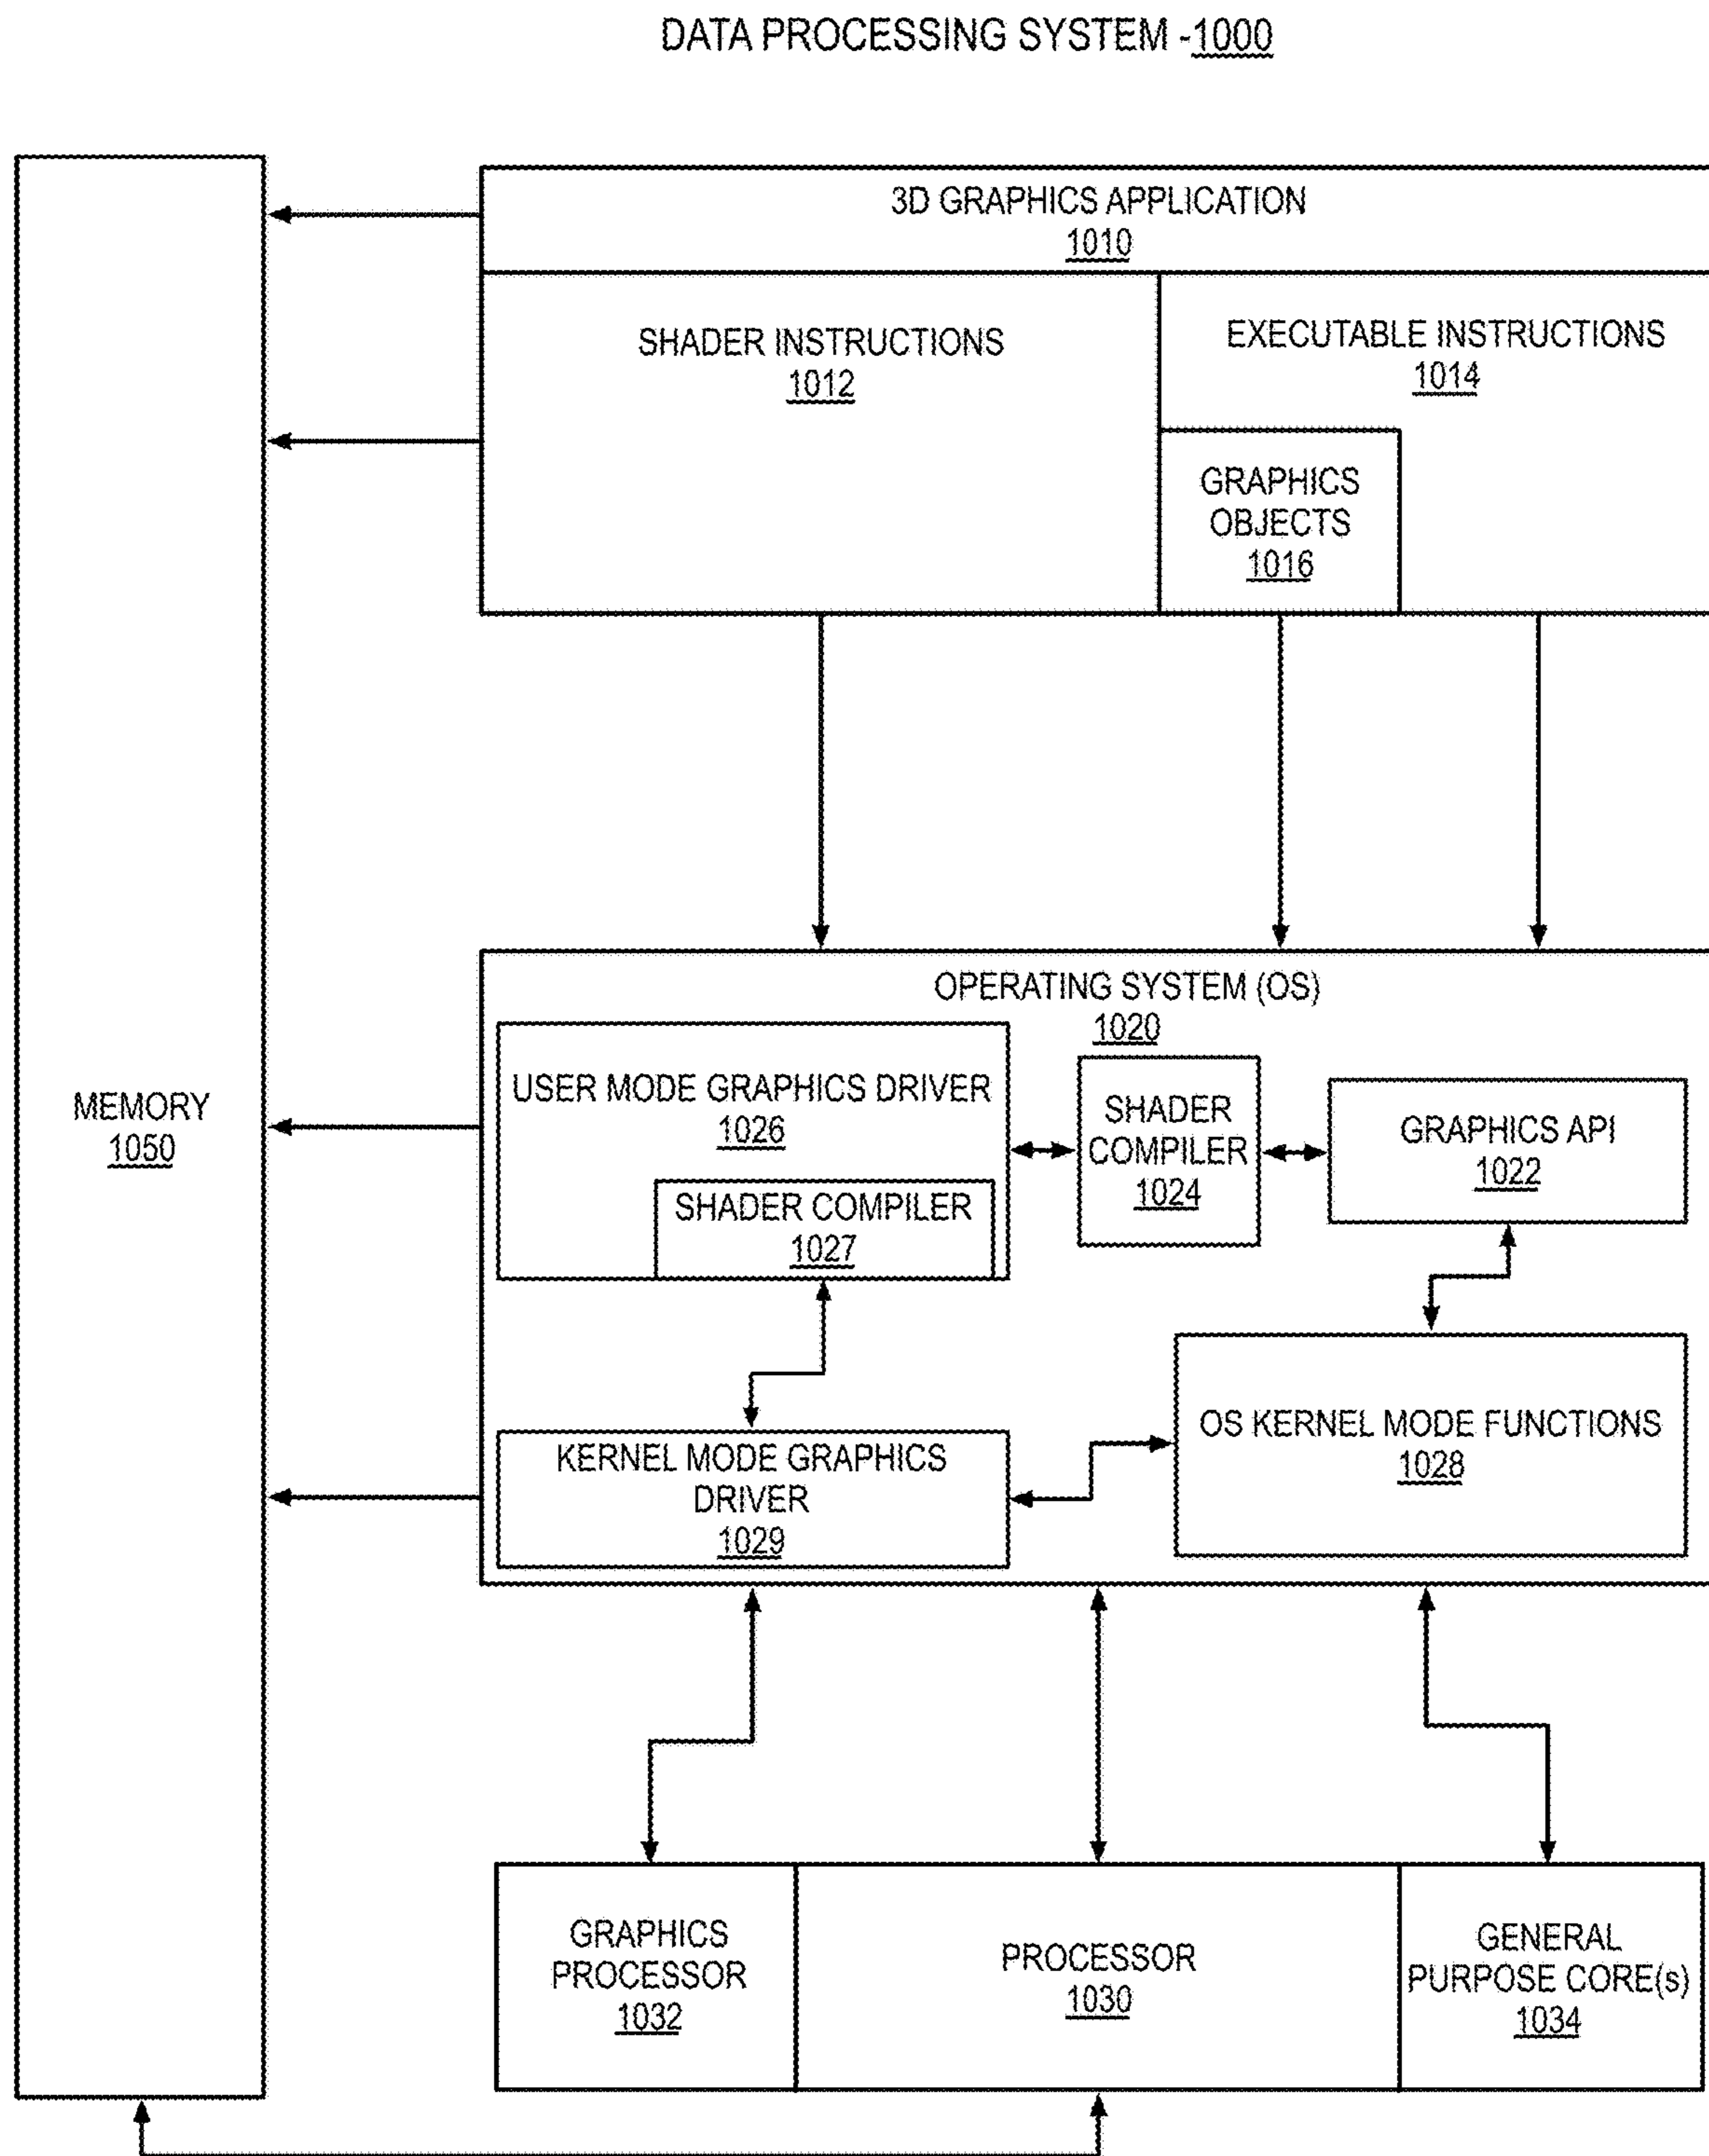 DATA PROCESSING SYSTEM -1000
3D GRAPHICS APPLICATION
1010
SHADER INSTRUCTIONS
1012
EXECUTABLE INSTRUCTIONS
1014
GRAPHICS
OBJECTS
1016
MEMORY
1050
OPERATING SYSTEM (OS)
1020
USER MODE GRAPHICS DRIVER
1026
SHADER COMPILER
1027
SHADER
COMPILER
1024
GRAPHICS API
1022
KERNEL MODE GRAPHICS
DRIVER
1029
OS KERNEL MODE FUNCTIONS
1028
GRAPHICS
PROCESSOR
1032
PROCESSOR
1030
GENERAL
PURPOSE CORE(s)
1034